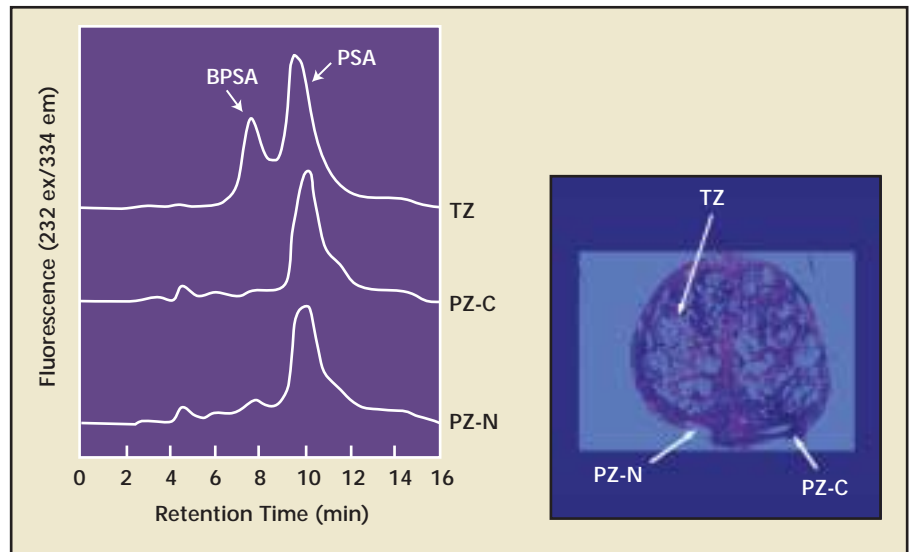 BPSA
PSA
TZ
PZ-C
PZ-N
Fluorescence (232 ex/334 em)
0 2 4 6 8 10 12 14 16
Retention Time (min)
TZ
PZ-N
PZ-C